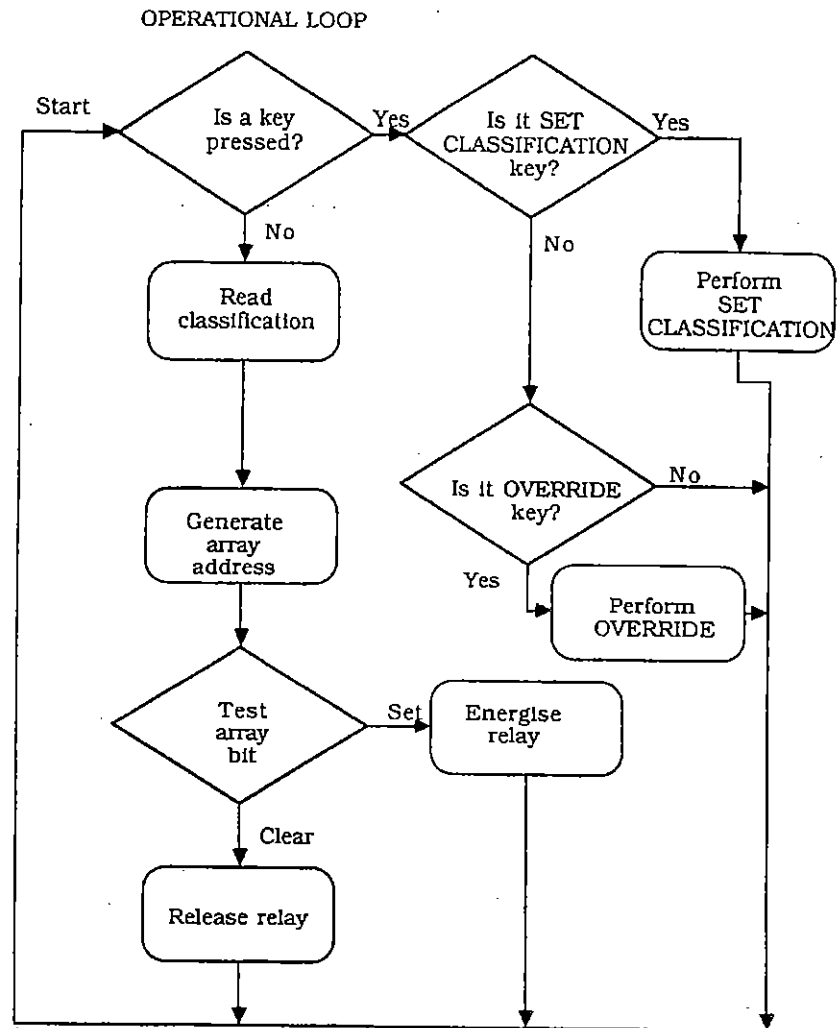 OPERATIONAL LOOP
Start
Is a key
pressed?
Yes
Is it SET
CLASSIFICATION
key?
Yes
No
No
Read
classification
Perform
SET
CLASSIFICATION
Is it OVERRIDE
key?
No
Generate
array
address
Yes
Perform
OVERRIDE
Test
array
bit
Set
Energise
relay
Clear
Release relay